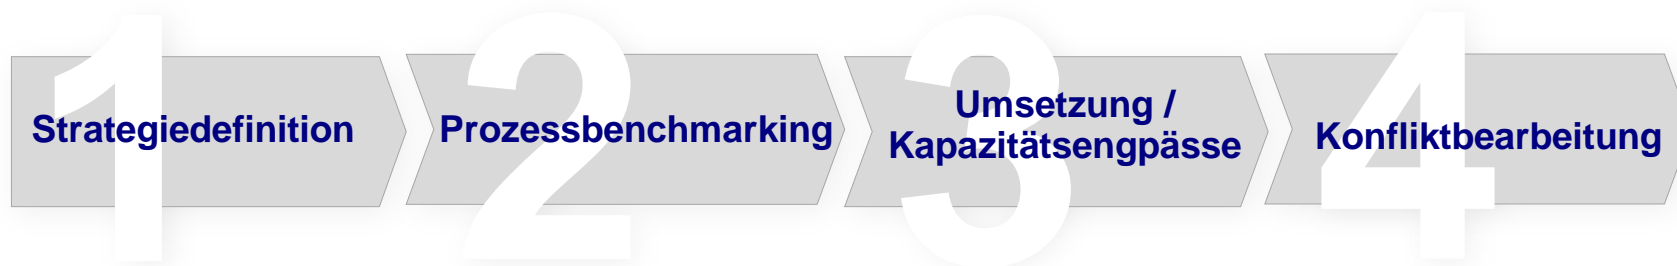 1
Strategiedefinition
2
Prozessbenchmarking
3
Umsetzung /
Kapazitätsengpässe
4
Konfliktbearbeitung